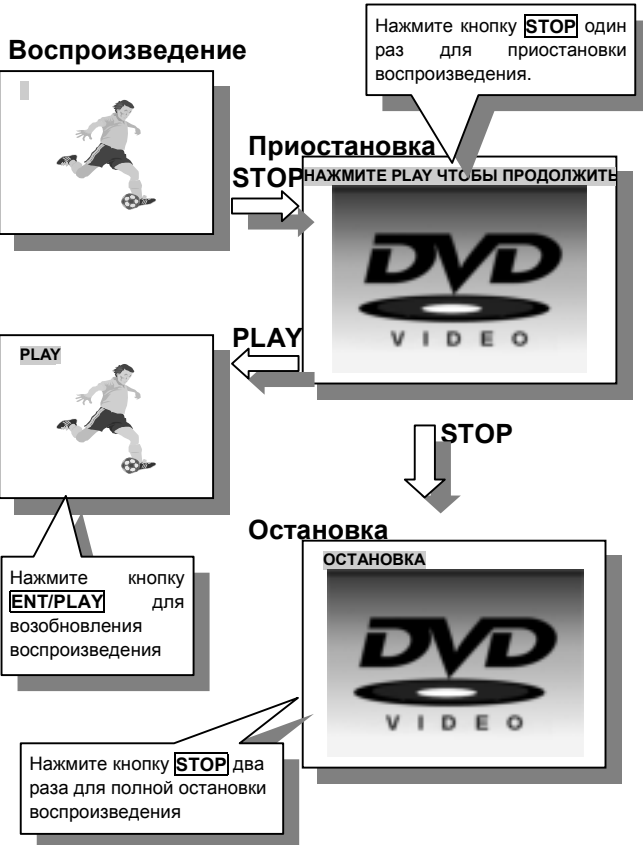 Нажмите кнопку STOP один
раз для приостановки
воспроизведения.
Воспроизведение
Приостановка
STOP
НАЖМИТЕ PLAY ЧТОБЫ ПРОДОЛЖИТЬ
DVD
VIDEO
PLAY
PLAY
STOP
Нажмите кнопку
ENT/PLAY для
возобновления
воспроизведения
Остановка
ОСТАНОВКА
DVD
VIDEO
Нажмите кнопку STOP два
раза для полной остановки
воспроизведения